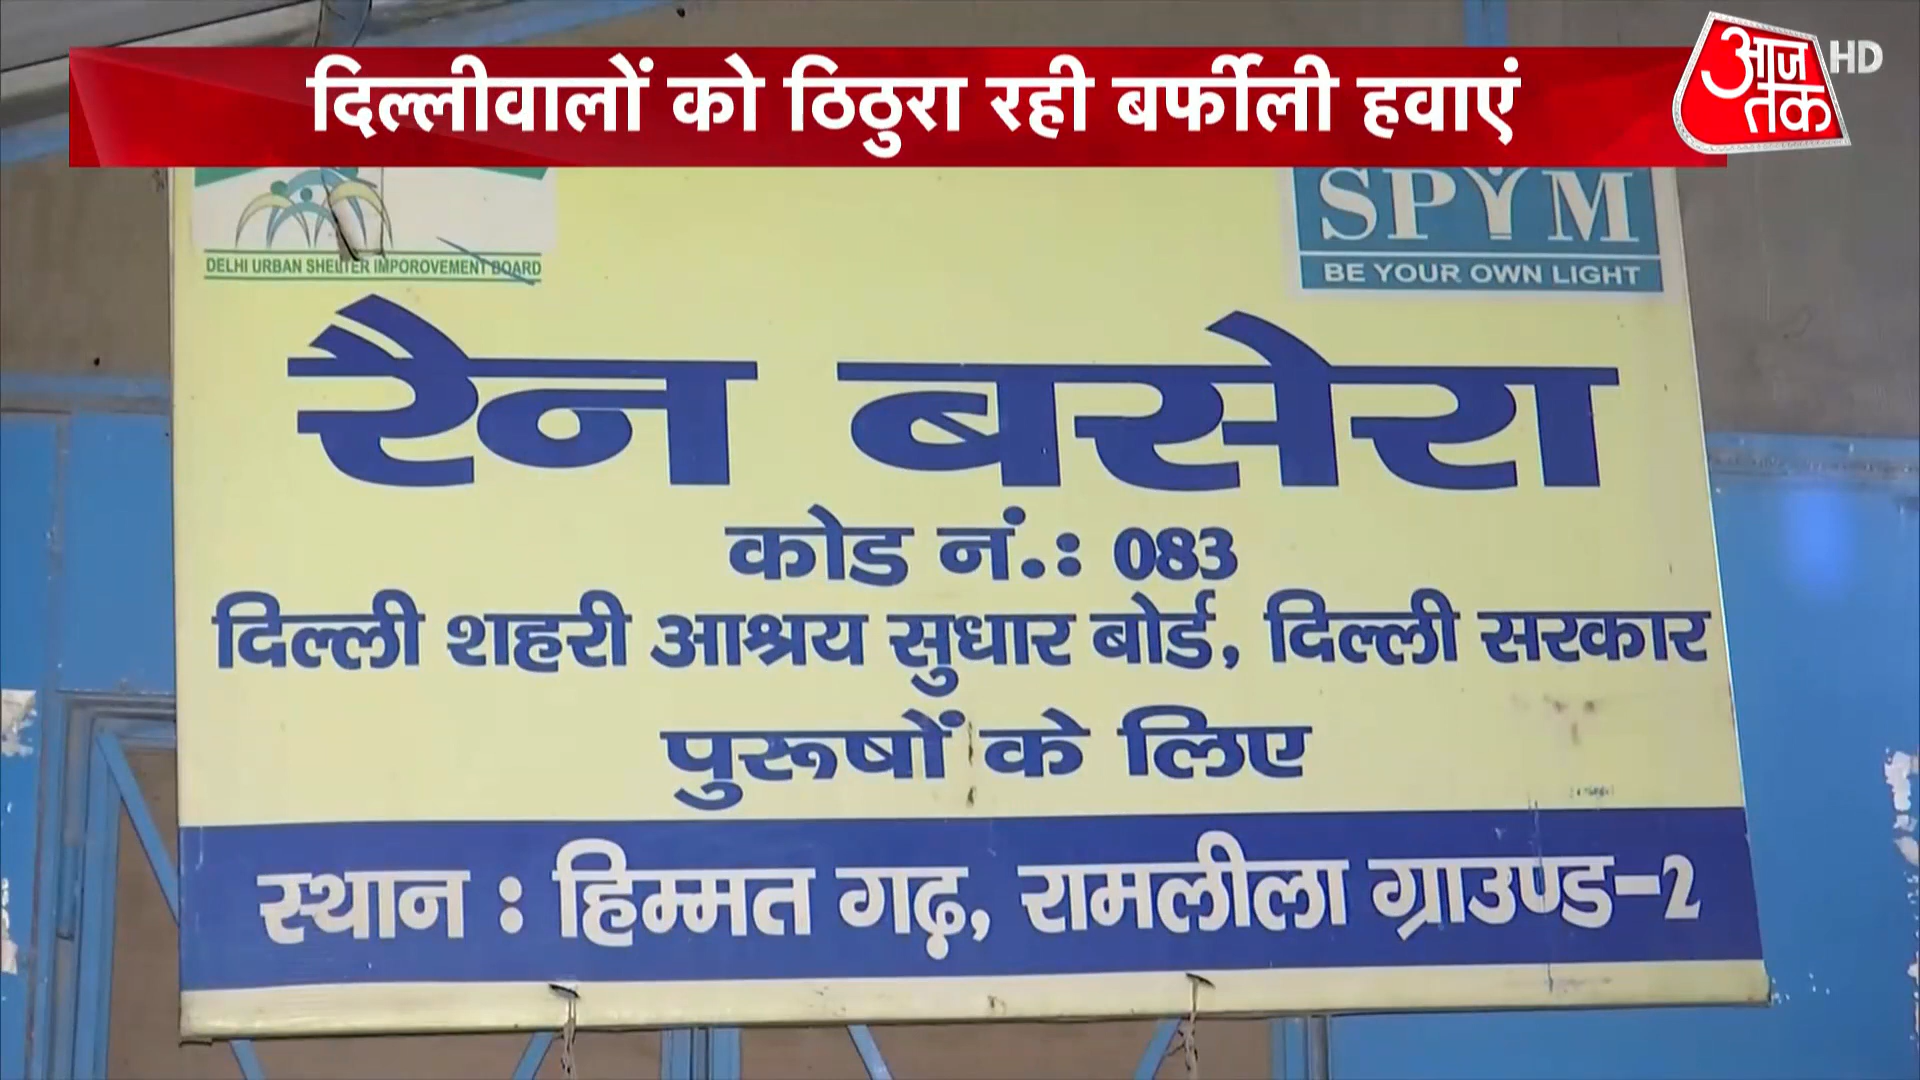 दिल्लीवालों को ठिठुरा रही बर्फीली हवाएं
आज तक HD
SPYM
DELHI URBAN SHELTER IMPOROVEMENT BOARD
BE YOUR OWN LIGHT
रैन बसेरा
कोड नं.: 083
दिल्ली शहरी आश्रय सुधार बोर्ड, दिल्ली सरकार
पुरूषों के लिए
स्थान : हिम्मत गढ़, रामलीला ग्राउण्ड-2